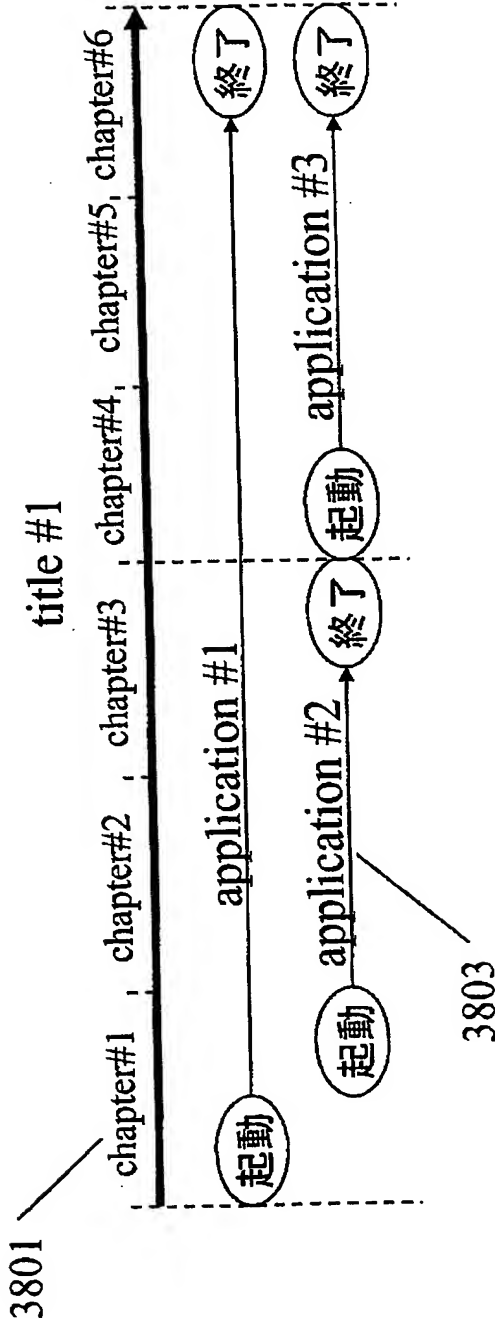 title #1
3801
chapter#1 chapter#2 chapter#3 chapter#4 chapter#5 chapter#6
application #1
起動 終了
application #2 application #3
起動 終了 起動 終了
3803